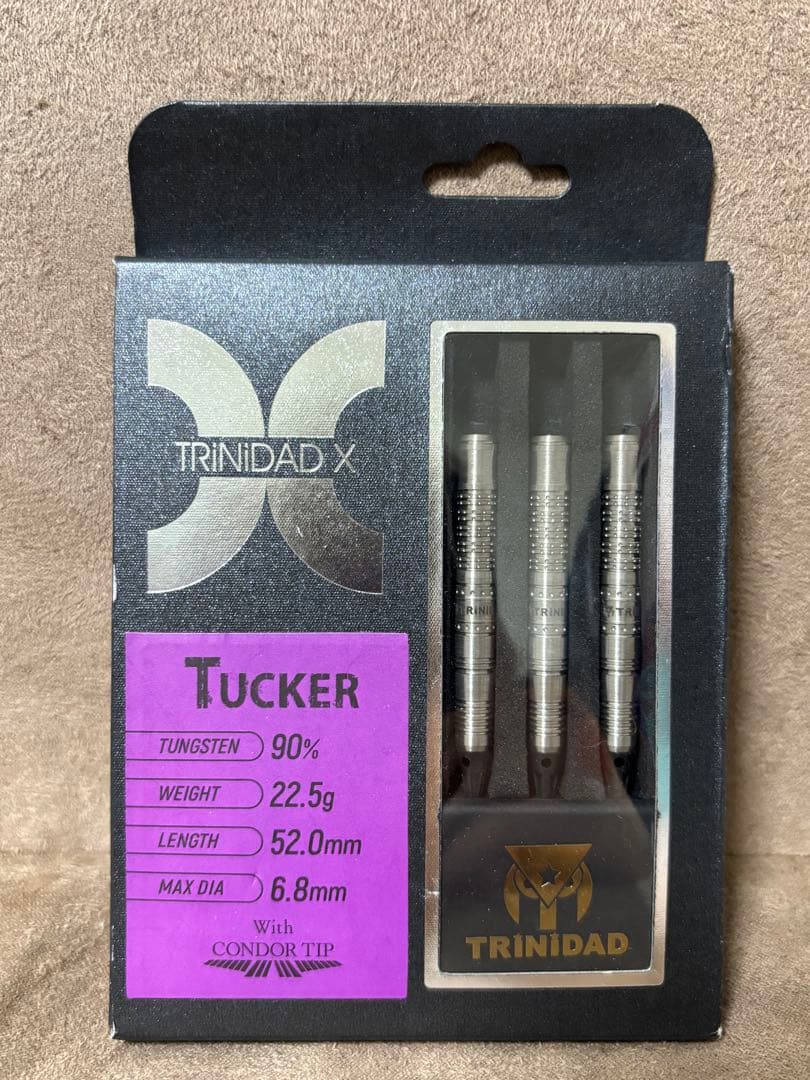 TRiNiDAD X
TUCKER
TUNGSTEN 90%
WEIGHT 22.5g
LENGTH 52.0mm
MAX DIA 6.8mm
With
CONDOR TIP
TRiNiDAD